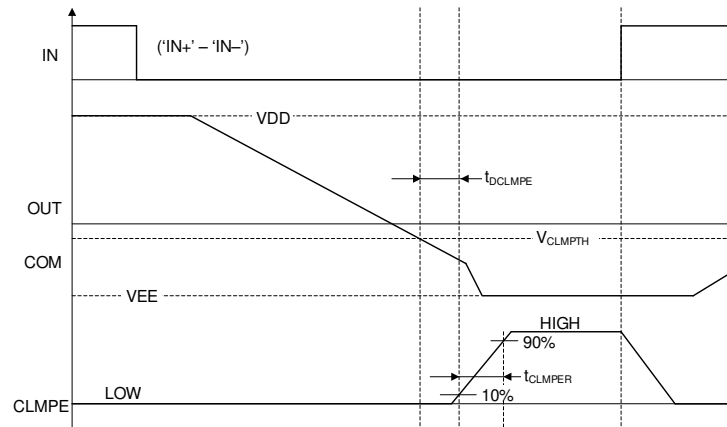 IN
('IN+' – 'IN–')
VDD
tDCLMPE
OUT
VCLMPTH
COM
VEE
HIGH
90%
tCLMPER
LOW
10%
CLMPE